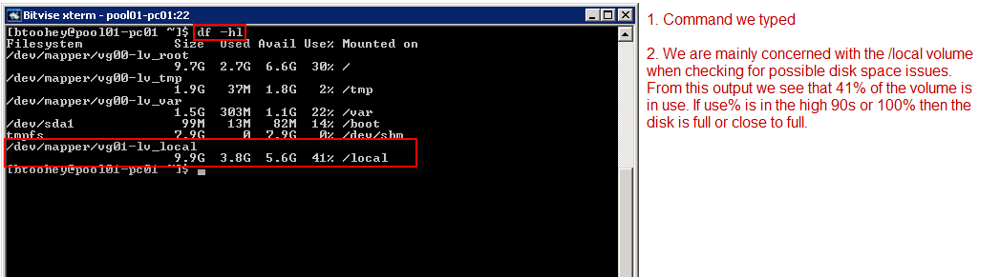 Bitvise xterm - pool01-pc01:22
[btoohey@pool01-pc01 ~]$ df -hl
Filesystem Size Used Avail Use% Mounted on
/dev/mapper/vg00-lv_root
9.7G 2.7G 6.6G 30% /
/dev/mapper/vg00-lv_tmp
1.9G 37M 1.8G 2% /tmp
/dev/mapper/vg00-lv_var
1.5G 303M 1.1G 22% /var
/dev/sda1 99M 13M 82M 14% /boot
tmpfs 7.9G 0 7.9G 0% /dev/shm
/dev/mapper/vg01-lv_local
9.9G 3.8G 5.6G 41% /local
[btoohey@pool01-pc01 ~]$
1. Command we typed
2. We are mainly concerned with the /local volume
when checking for possible disk space issues.
From this output we see that 41% of the volume is
in use. If use% is in the high 90s or 100% then the
disk is full or close to full.